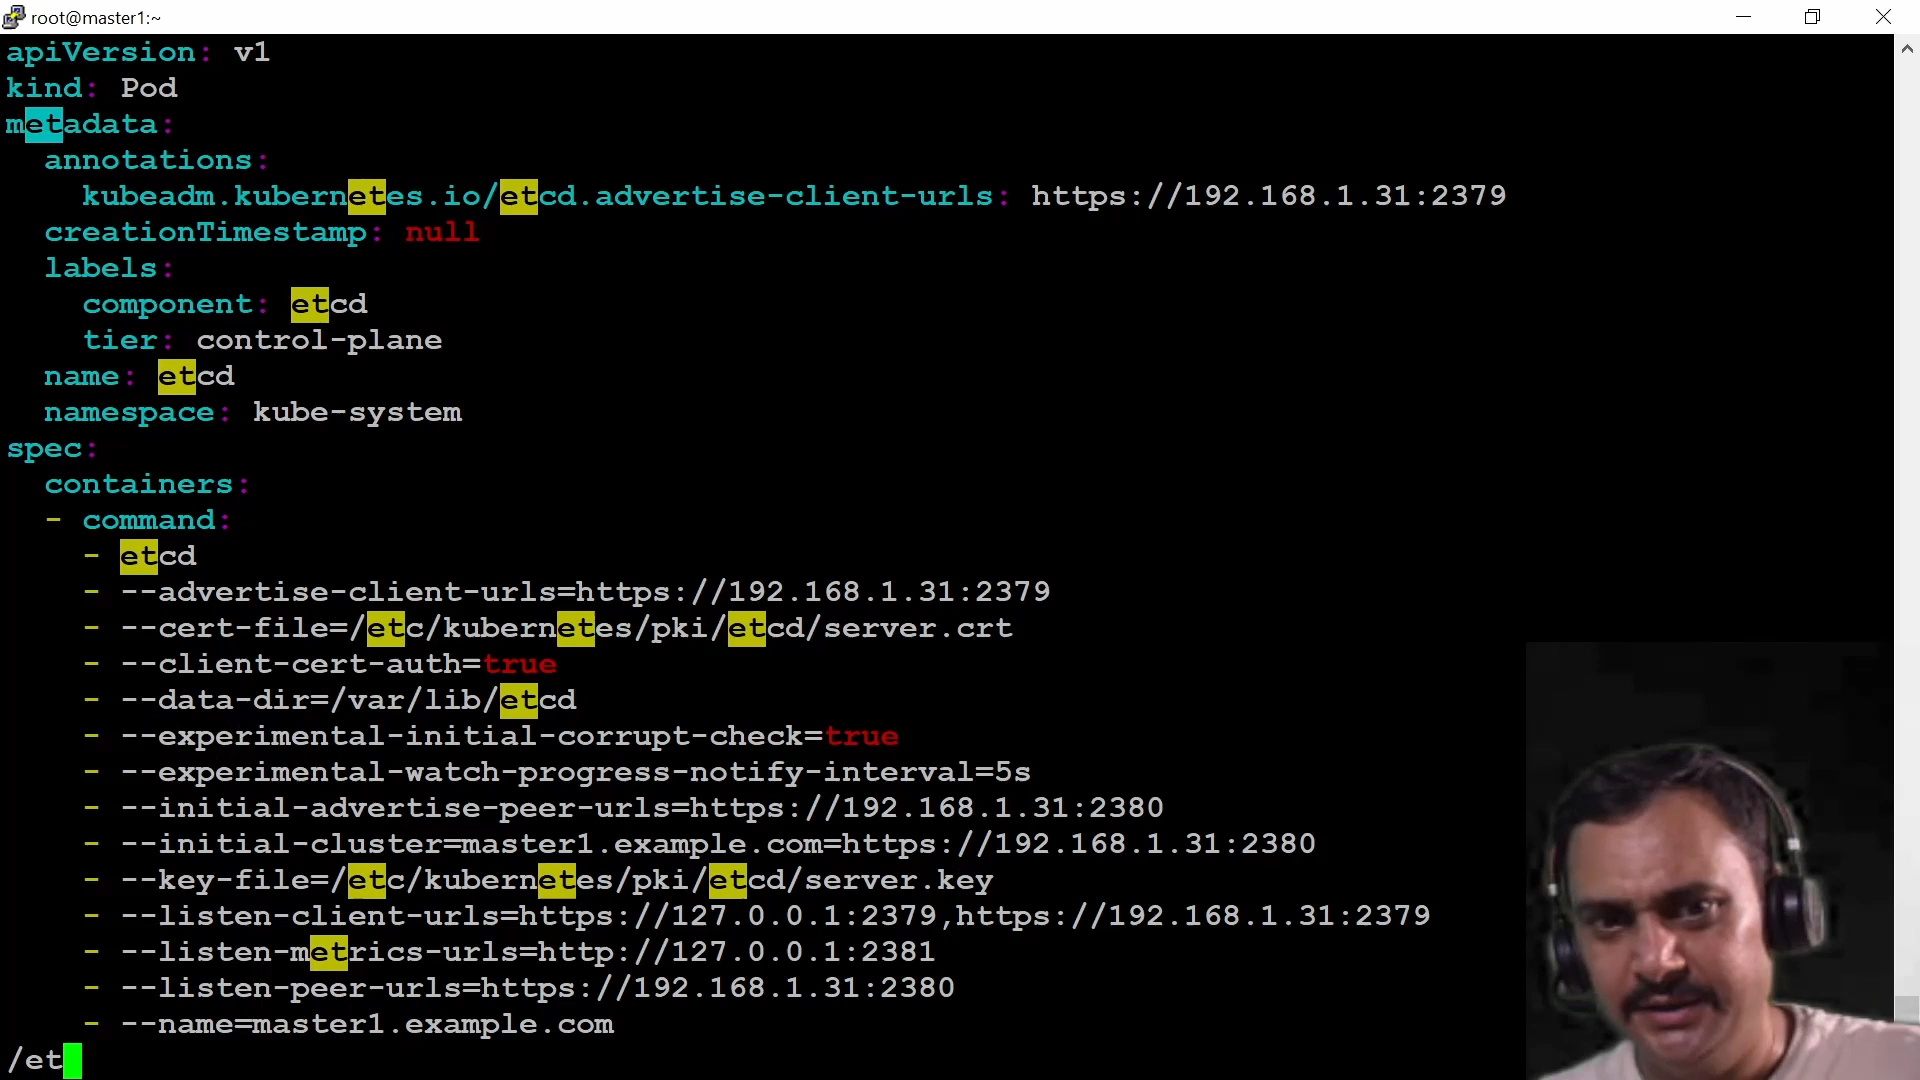 root@master1:~
apiVersion: v1
kind: Pod
metadata:
  annotations:
    kubeadm.kubernetes.io/etcd.advertise-client-urls: https://192.168.1.31:2379
  creationTimestamp: null
  labels:
    component: etcd
    tier: control-plane
  name: etcd
  namespace: kube-system
spec:
  containers:
  - command:
    - etcd
    - --advertise-client-urls=https://192.168.1.31:2379
    - --cert-file=/etc/kubernetes/pki/etcd/server.crt
    - --client-cert-auth=true
    - --data-dir=/var/lib/etcd
    - --experimental-initial-corrupt-check=true
    - --experimental-watch-progress-notify-interval=5s
    - --initial-advertise-peer-urls=https://192.168.1.31:2380
    - --initial-cluster=master1.example.com=https://192.168.1.31:2380
    - --key-file=/etc/kubernetes/pki/etcd/server.key
    - --listen-client-urls=https://127.0.0.1:2379,https://192.168.1.31:2379
    - --listen-metrics-urls=http://127.0.0.1:2381
    - --listen-peer-urls=https://192.168.1.31:2380
    - --name=master1.example.com
/et